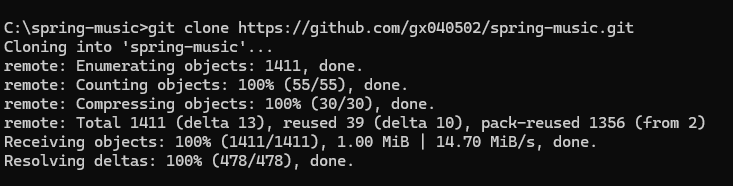 C:\spring-music>git clone https://github.com/gx040502/spring-music.git
Cloning into 'spring-music'...
remote: Enumerating objects: 1411, done.
remote: Counting objects: 100% (55/55), done.
remote: Compressing objects: 100% (30/30), done.
remote: Total 1411 (delta 13), reused 39 (delta 10), pack-reused 1356 (from 2)
Receiving objects: 100% (1411/1411), 1.00 MiB | 14.70 MiB/s, done.
Resolving deltas: 100% (478/478), done.